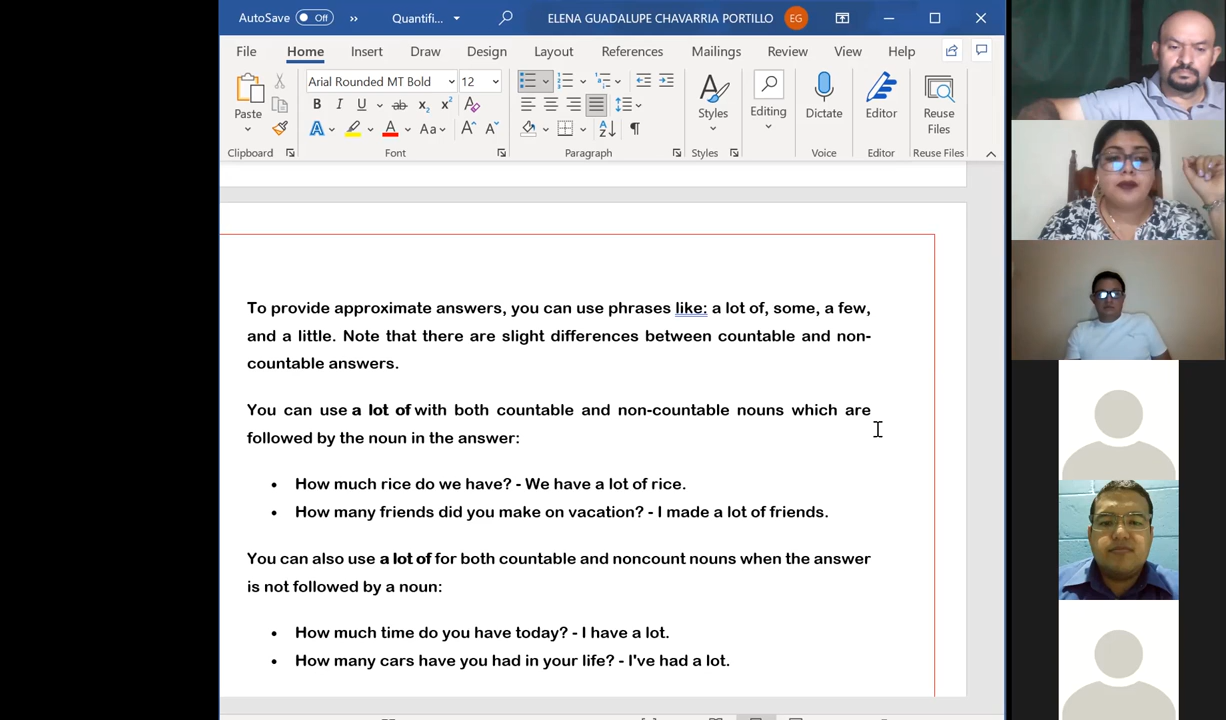 AutoSave Off Quantifi... ELENA GUADALUPE CHAVARRIA PORTILLO EG
File Home Insert Draw Design Layout References Mailings Review View Help
Arial Rounded MT Bold 12
Paste Styles Editing Dictate Editor Reuse Files
Clipboard Font Paragraph Styles Voice Editor Reuse Files
To provide approximate answers, you can use phrases like: a lot of, some, a few,
and a little. Note that there are slight differences between countable and non-
countable answers.
You can use a lot of with both countable and non-countable nouns which are
followed by the noun in the answer:
• How much rice do we have? - We have a lot of rice.
• How many friends did you make on vacation? - I made a lot of friends.
You can also use a lot of for both countable and noncount nouns when the answer
is not followed by a noun:
• How much time do you have today? - I have a lot.
• How many cars have you had in your life? - I've had a lot.